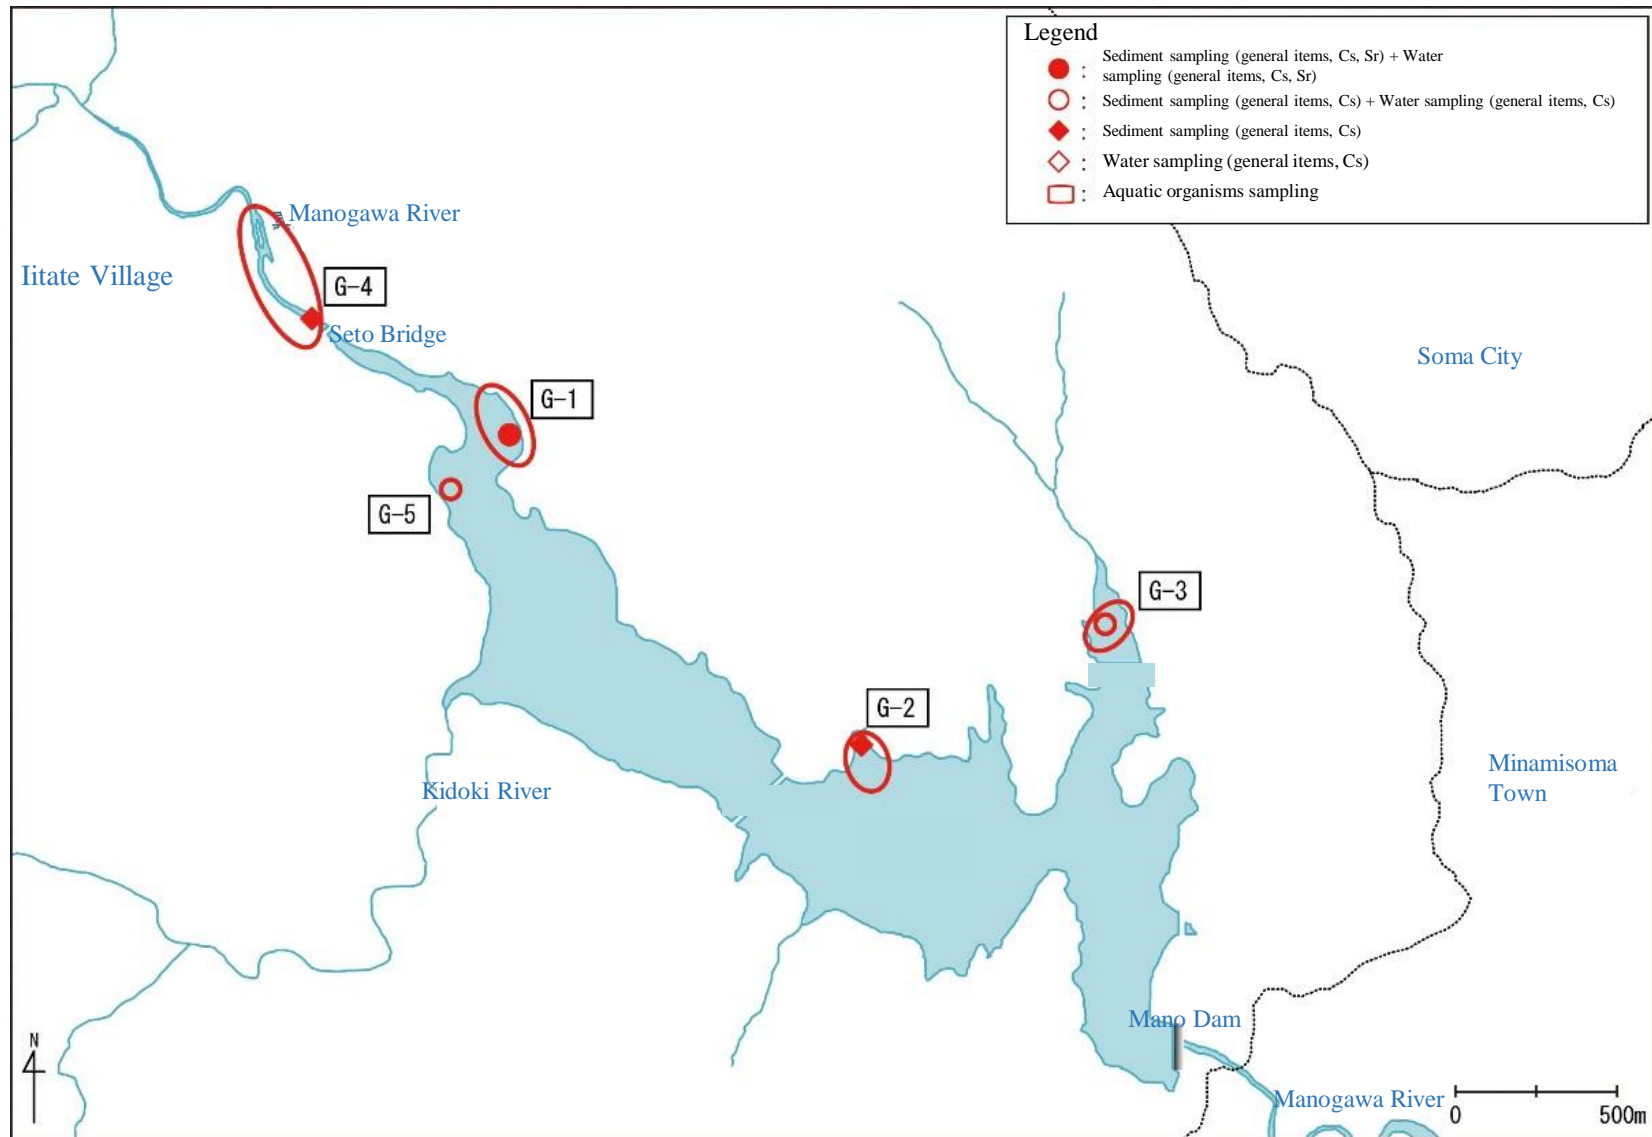 Legend
: Sediment sampling (general items, Cs, Sr) + Water
sampling (general items, Cs, Sr)
: Sediment sampling (general items, Cs) + Water sampling (general items, Cs)
: Sediment sampling (general items, Cs)
: Water sampling (general items, Cs)
: Aquatic organisms sampling
Manogawa River
Iitate Village
G-4
Seto Bridge
Soma City
G-1
G-5
G-3
G-2
Kidoki River
Minamisoma
Town
Mano Dam
N
Manogawa River
0 500m